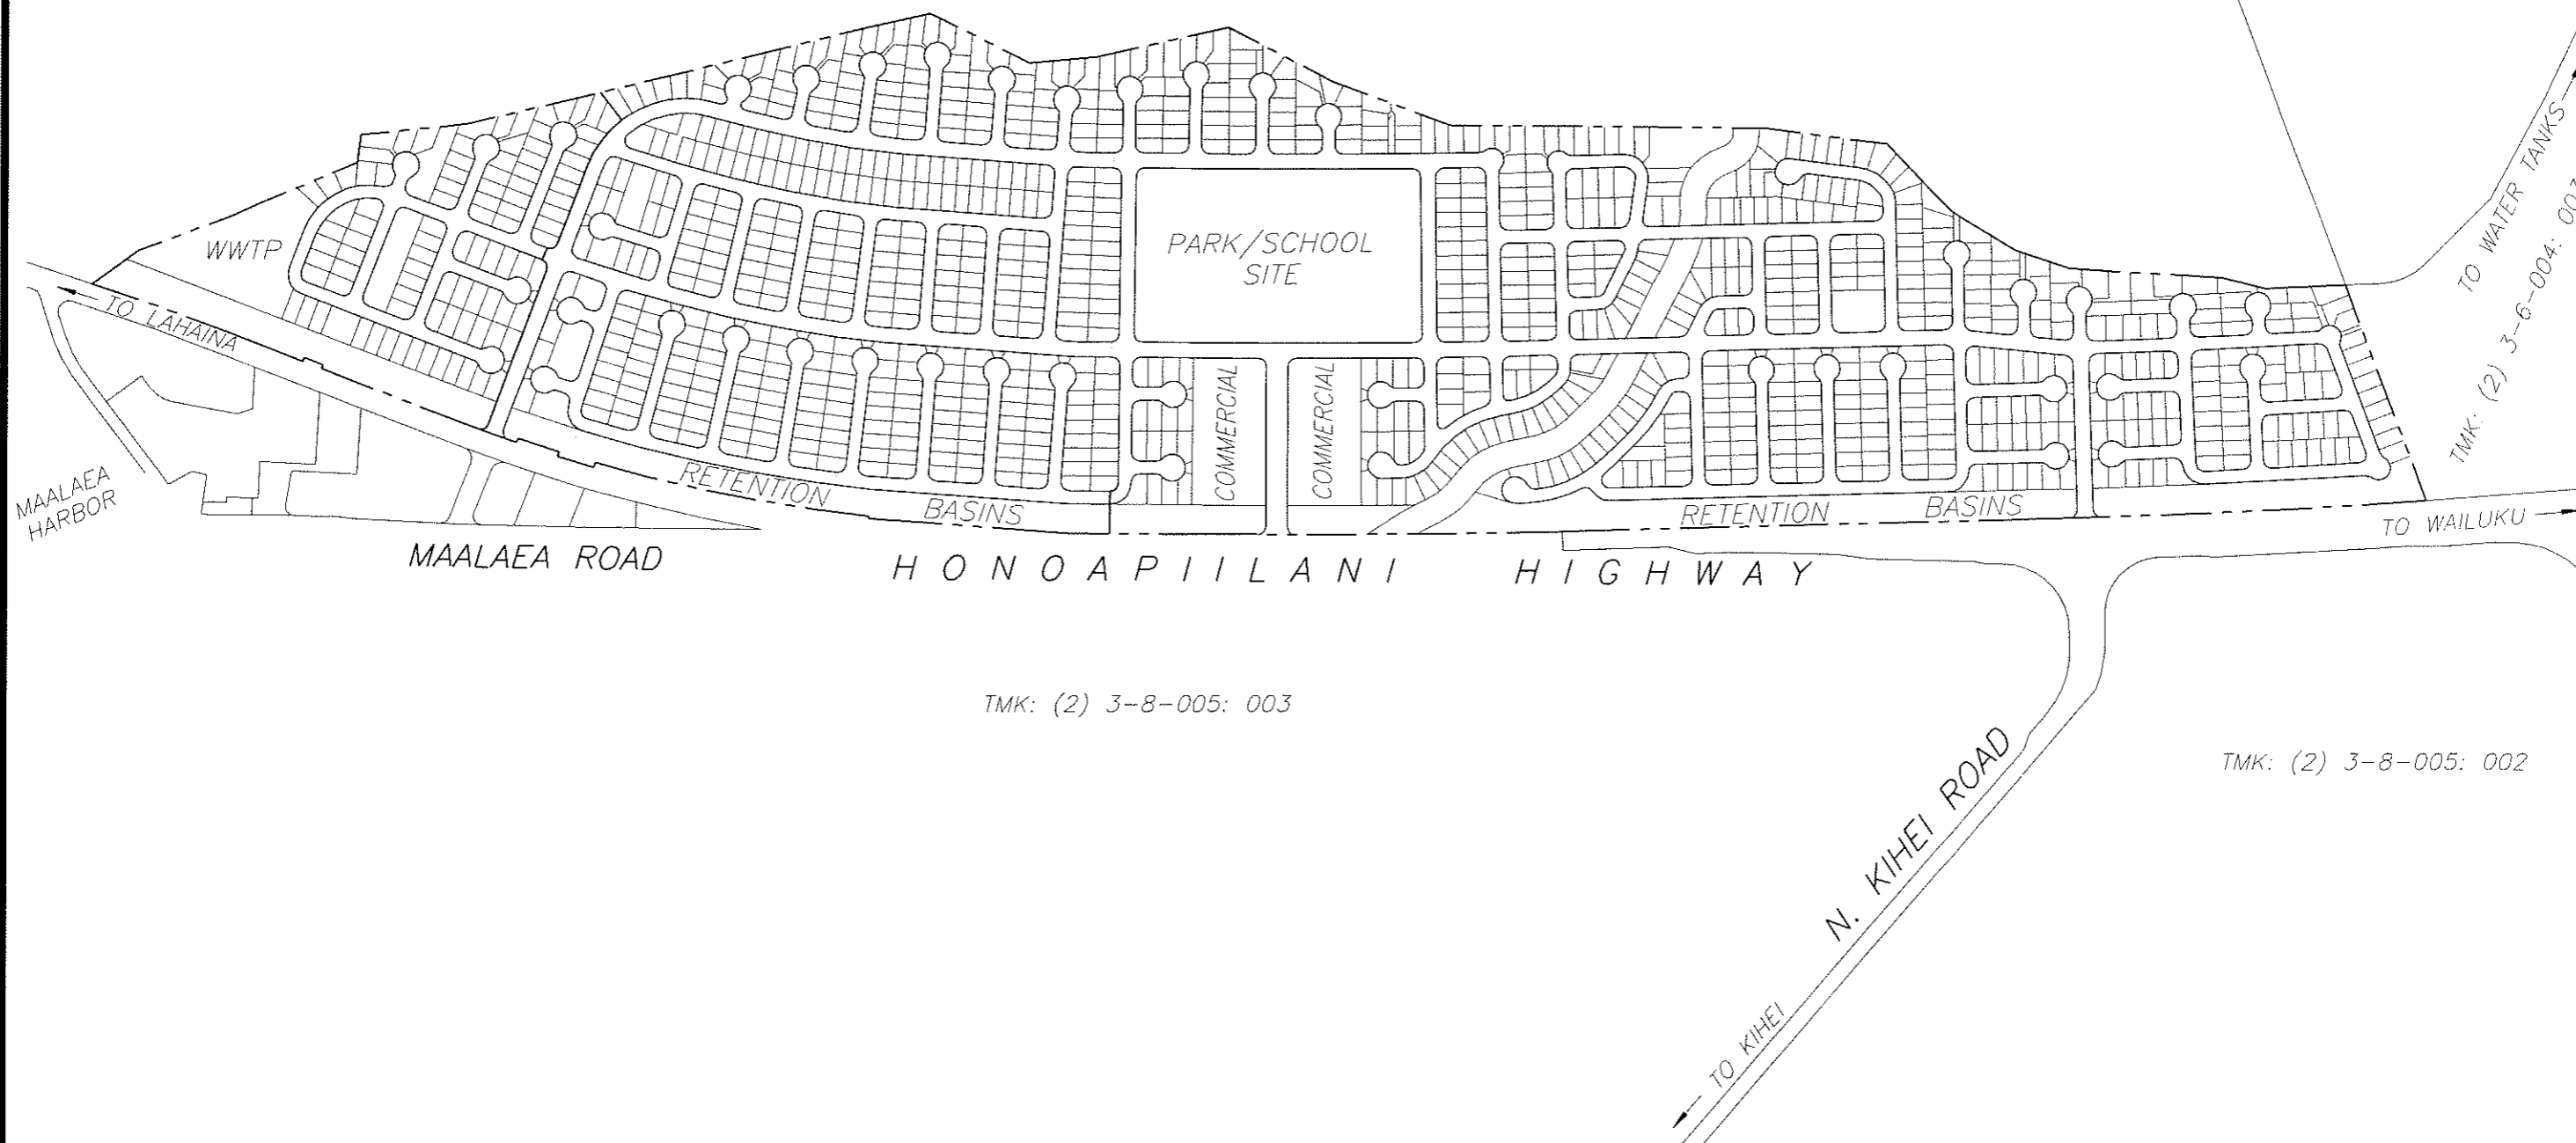 TO WATER TANKS
TMK: (2) 3-6-004: 003
WWTP
PARK/SCHOOL
SITE
TO LAHAINA
COMMERCIAL
COMMERCIAL
MAALAEA
HARBOR
RETENTION BASINS
RETENTION BASINS
TO WAILUKU
MAALAEA ROAD
HONOAPIILANI HIGHWAY
TMK: (2) 3-8-005: 003
N. KIHEI ROAD
TMK: (2) 3-8-005: 002
TO KIHEI